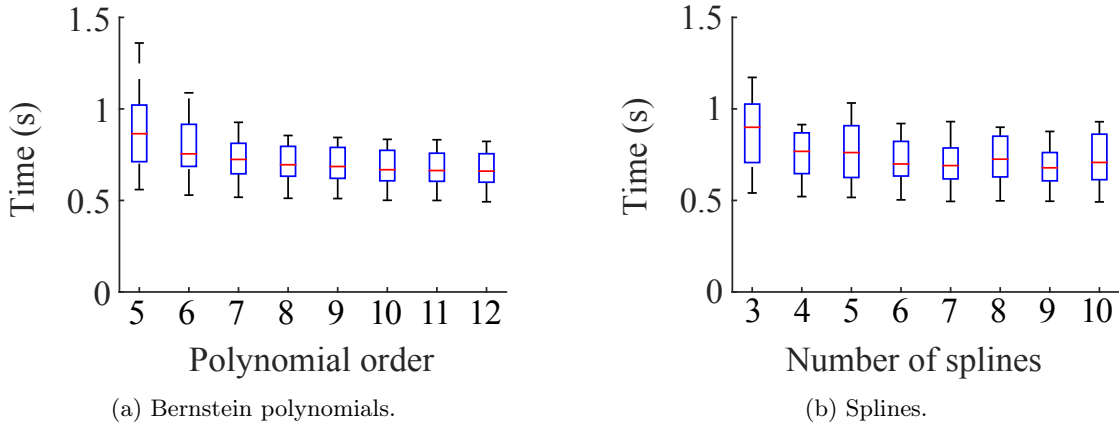 1.5
1
0.5
0
Time (s)
5 6 7 8 9 10 11 12
Polynomial order
(a) Bernstein polynomials.
1.5
1
0.5
0
Time (s)
3 4 5 6 7 8 9 10
Number of splines
(b) Splines.